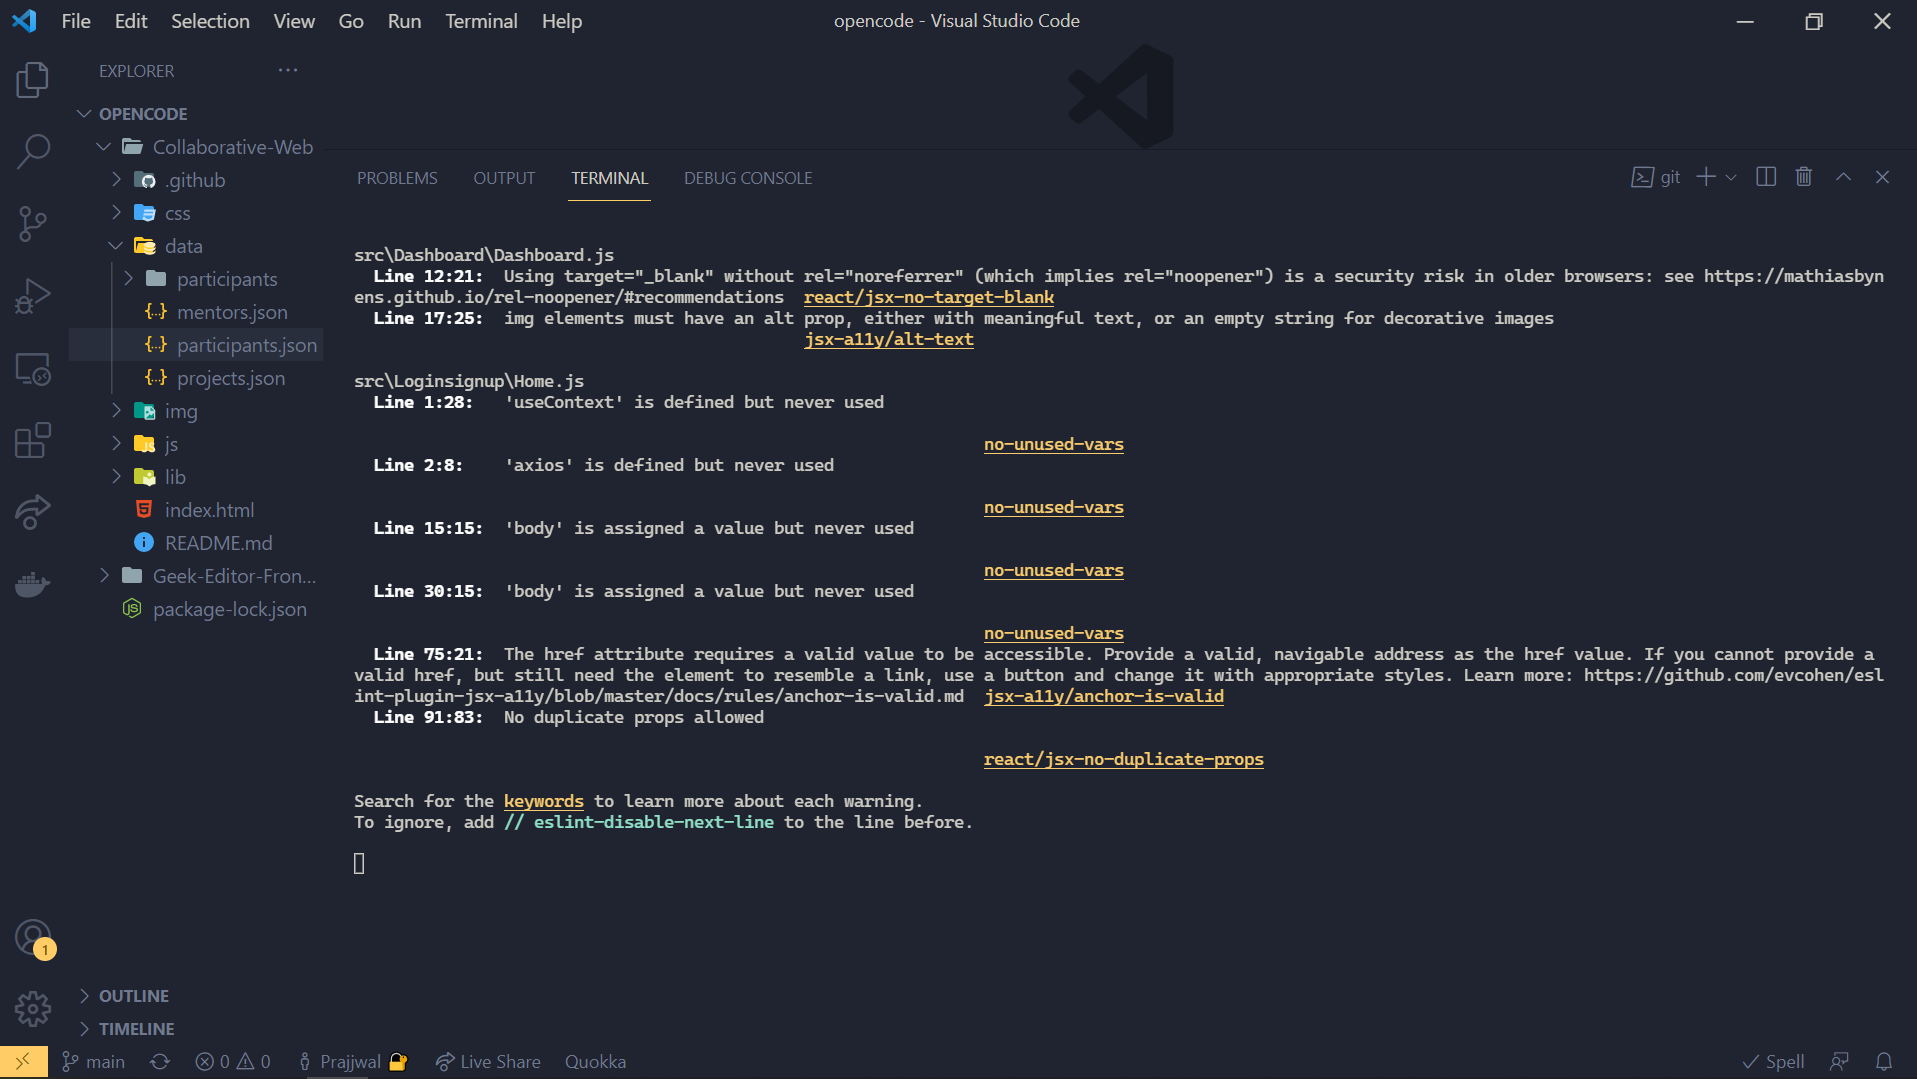 File Edit Selection View Go Run Terminal Help
opencode - Visual Studio Code
EXPLORER
OPENCODE
Collaborative-Web
.github
css
data
participants
mentors.json
participants.json
projects.json
img
JS js
lib
index.html
README.md
Geek-Editor-Fron...
package-lock.json
OUTLINE
TIMELINE
PROBLEMS OUTPUT TERMINAL DEBUG CONSOLE
git
src\Dashboard\Dashboard.js
Line 12:21: Using target="_blank" without rel="noreferrer" (which implies rel="noopener") is a security risk in older browsers: see https://mathiasbyn
ens.github.io/rel-noopener/#recommendations react/jsx-no-target-blank
Line 17:25: img elements must have an alt prop, either with meaningful text, or an empty string for decorative images
jsx-a11y/alt-text
src\Loginsignup\Home.js
Line 1:28: 'useContext' is defined but never used
no-unused-vars
Line 2:8: 'axios' is defined but never used
no-unused-vars
Line 15:15: 'body' is assigned a value but never used
no-unused-vars
Line 30:15: 'body' is assigned a value but never used
no-unused-vars
Line 75:21: The href attribute requires a valid value to be accessible. Provide a valid, navigable address as the href value. If you cannot provide a
valid href, but still need the element to resemble a link, use a button and change it with appropriate styles. Learn more: https://github.com/evcohen/esl
int-plugin-jsx-a11y/blob/master/docs/rules/anchor-is-valid.md jsx-a11y/anchor-is-valid
Line 91:83: No duplicate props allowed
react/jsx-no-duplicate-props
Search for the keywords to learn more about each warning.
To ignore, add // eslint-disable-next-line to the line before.
1
main 0 0 Prajjwal Live Share Quokka Spell